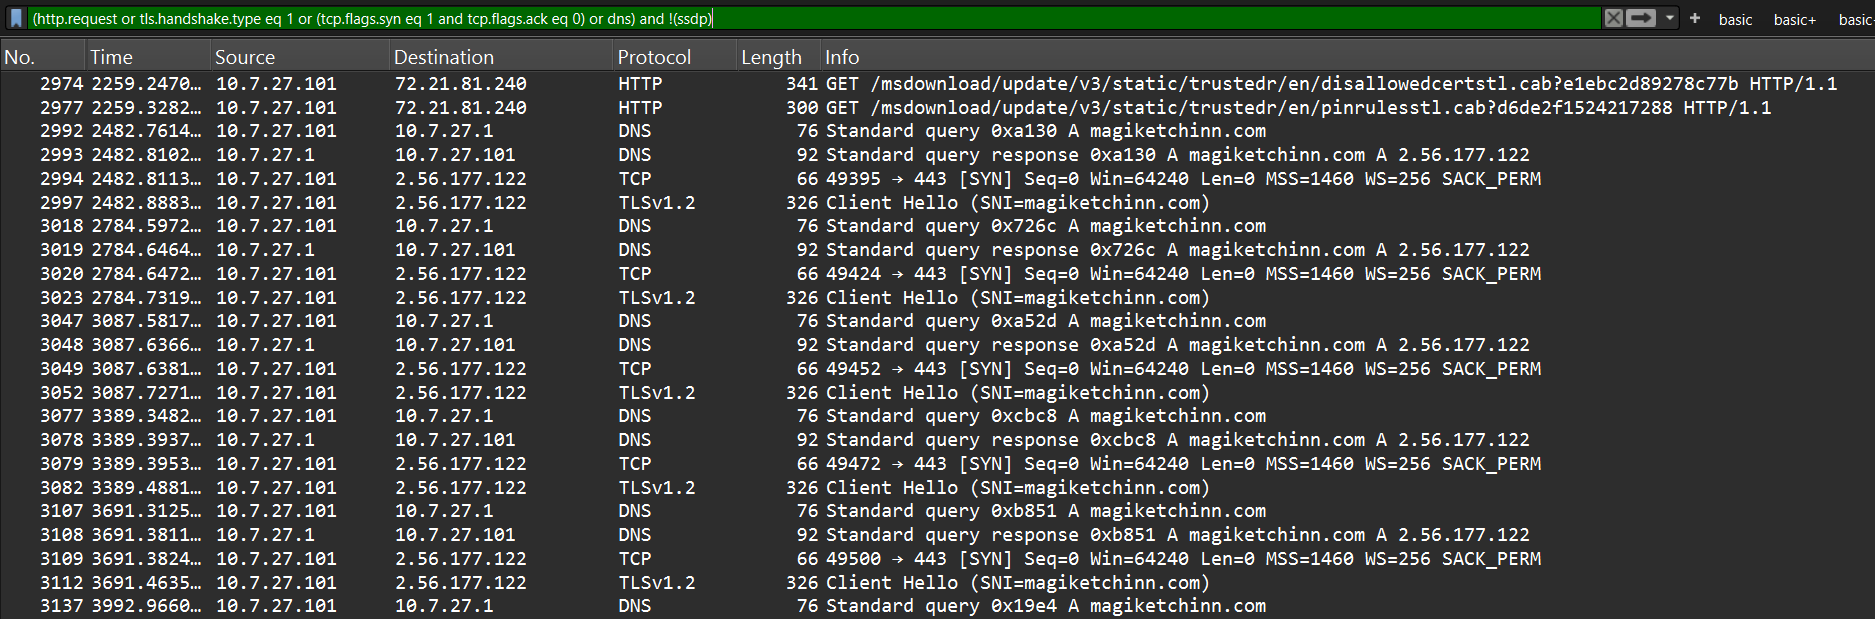 (http.request or tls.handshake.type eq 1 or (tcp.flags.syn eq 1 and tcp.flags.ack eq 0) or dns) and !(ssdp) + basic basic+ basic
No. Time Source Destination Protocol Length Info
2974 2259.2470… 10.7.27.101 72.21.81.240 HTTP 341 GET /msdownload/update/v3/static/trustedr/en/disallowedcertstl.cab?e1ebc2d89278c77b HTTP/1.1
2977 2259.3282… 10.7.27.101 72.21.81.240 HTTP 300 GET /msdownload/update/v3/static/trustedr/en/pinrulesstl.cab?d6de2f1524217288 HTTP/1.1
2992 2482.7614… 10.7.27.101 10.7.27.1 DNS 76 Standard query 0xa130 A magiketchinn.com
2993 2482.8102… 10.7.27.1 10.7.27.101 DNS 92 Standard query response 0xa130 A magiketchinn.com A 2.56.177.122
2994 2482.8113… 10.7.27.101 2.56.177.122 TCP 66 49395 → 443 [SYN] Seq=0 Win=64240 Len=0 MSS=1460 WS=256 SACK_PERM
2997 2482.8883… 10.7.27.101 2.56.177.122 TLSv1.2 326 Client Hello (SNI=magiketchinn.com)
3018 2784.5972… 10.7.27.101 10.7.27.1 DNS 76 Standard query 0x726c A magiketchinn.com
3019 2784.6464… 10.7.27.1 10.7.27.101 DNS 92 Standard query response 0x726c A magiketchinn.com A 2.56.177.122
3020 2784.6472… 10.7.27.101 2.56.177.122 TCP 66 49424 → 443 [SYN] Seq=0 Win=64240 Len=0 MSS=1460 WS=256 SACK_PERM
3023 2784.7319… 10.7.27.101 2.56.177.122 TLSv1.2 326 Client Hello (SNI=magiketchinn.com)
3047 3087.5817… 10.7.27.101 10.7.27.1 DNS 76 Standard query 0xa52d A magiketchinn.com
3048 3087.6366… 10.7.27.1 10.7.27.101 DNS 92 Standard query response 0xa52d A magiketchinn.com A 2.56.177.122
3049 3087.6381… 10.7.27.101 2.56.177.122 TCP 66 49452 → 443 [SYN] Seq=0 Win=64240 Len=0 MSS=1460 WS=256 SACK_PERM
3052 3087.7271… 10.7.27.101 2.56.177.122 TLSv1.2 326 Client Hello (SNI=magiketchinn.com)
3077 3389.3482… 10.7.27.101 10.7.27.1 DNS 76 Standard query 0xcbc8 A magiketchinn.com
3078 3389.3937… 10.7.27.1 10.7.27.101 DNS 92 Standard query response 0xcbc8 A magiketchinn.com A 2.56.177.122
3079 3389.3953… 10.7.27.101 2.56.177.122 TCP 66 49472 → 443 [SYN] Seq=0 Win=64240 Len=0 MSS=1460 WS=256 SACK_PERM
3082 3389.4881… 10.7.27.101 2.56.177.122 TLSv1.2 326 Client Hello (SNI=magiketchinn.com)
3107 3691.3125… 10.7.27.101 10.7.27.1 DNS 76 Standard query 0xb851 A magiketchinn.com
3108 3691.3811… 10.7.27.1 10.7.27.101 DNS 92 Standard query response 0xb851 A magiketchinn.com A 2.56.177.122
3109 3691.3824… 10.7.27.101 2.56.177.122 TCP 66 49500 → 443 [SYN] Seq=0 Win=64240 Len=0 MSS=1460 WS=256 SACK_PERM
3112 3691.4635… 10.7.27.101 2.56.177.122 TLSv1.2 326 Client Hello (SNI=magiketchinn.com)
3137 3992.9660… 10.7.27.101 10.7.27.1 DNS 76 Standard query 0x19e4 A magiketchinn.com